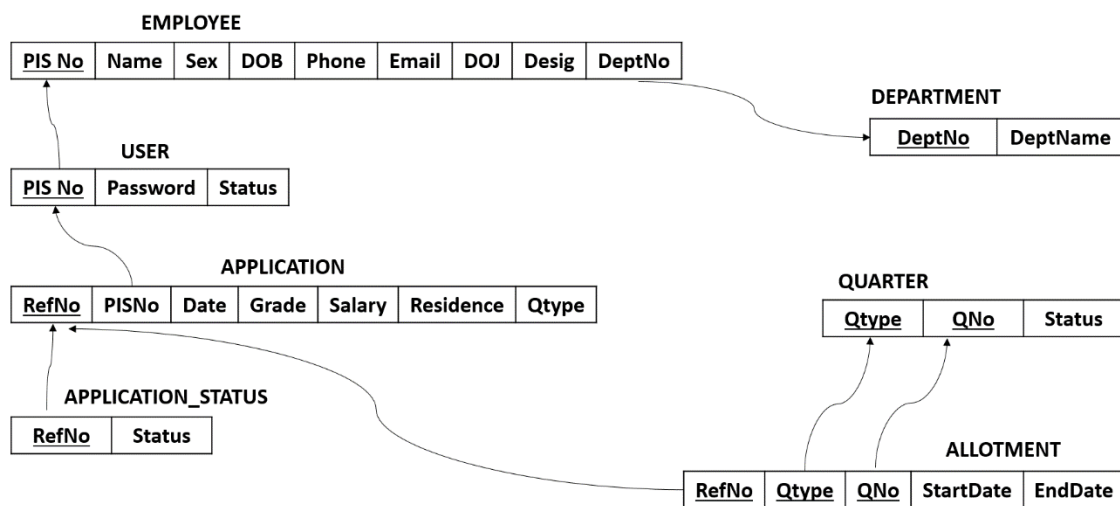 EMPLOYEE
PIS No Name Sex DOB Phone Email DOJ Desig DeptNo
DEPARTMENT
DeptNo DeptName
USER
PIS No Password Status
APPLICATION
RefNo PISNo Date Grade Salary Residence Qtype
QUARTER
Qtype QNo Status
APPLICATION_STATUS
RefNo Status
ALLOTMENT
RefNo Qtype QNo StartDate EndDate